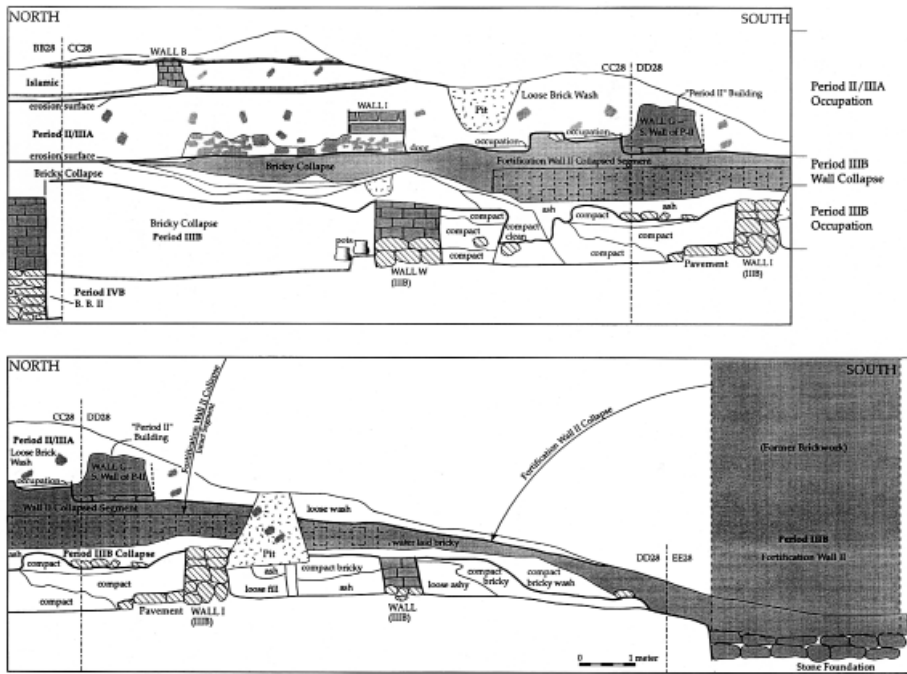 NORTH
SOUTH
BB28
CC28
WALL B
CC28
DD28
Islamic
erosion surface
Loose Brick Wash
"Period II"
Building
Pit
WALL I
WALL G –
S. Wall of P-II
Period II/IIIA
Occupation
Period II/IIIA
occupation
occupation
door
erosion surface
Bricky Collapse
Fortification Wall II Collapsed Segment
Period IIIB
Wall Collapse
Bricky Collapse
Bricky Collapse
Period IIIB
pots
ash
ash
compact
compact
compact
compact
clean
compact
compact
compact
Period IIIB
Occupation
WALL W
(IIIB)
Pavement
WALL I
(IIIB)
Period IVB
B. B. II
NORTH
SOUTH
CC28
DD28
Period II/IIIA
Loose Brick
Wash
"Period II"
Building
occupation
WALL G –
S. Wall of P-II
Fortification Wall II Collapse
Fortification Wall II Collapse
(Former Brickwork)
Wall II Collapsed Segment
loose wash
water laid bricky
Pit
ash
Period IIIB Collapse
compact
compact
compact
Pavement
WALL I
(IIIB)
ash
loose fill
compact bricky
ash
WALL
(IIIB)
loose ashy
compact
bricky
compact
bricky wash
DD28
EE28
Period IIIB
Fortification Wall II
0
1 meter
Stone Foundation